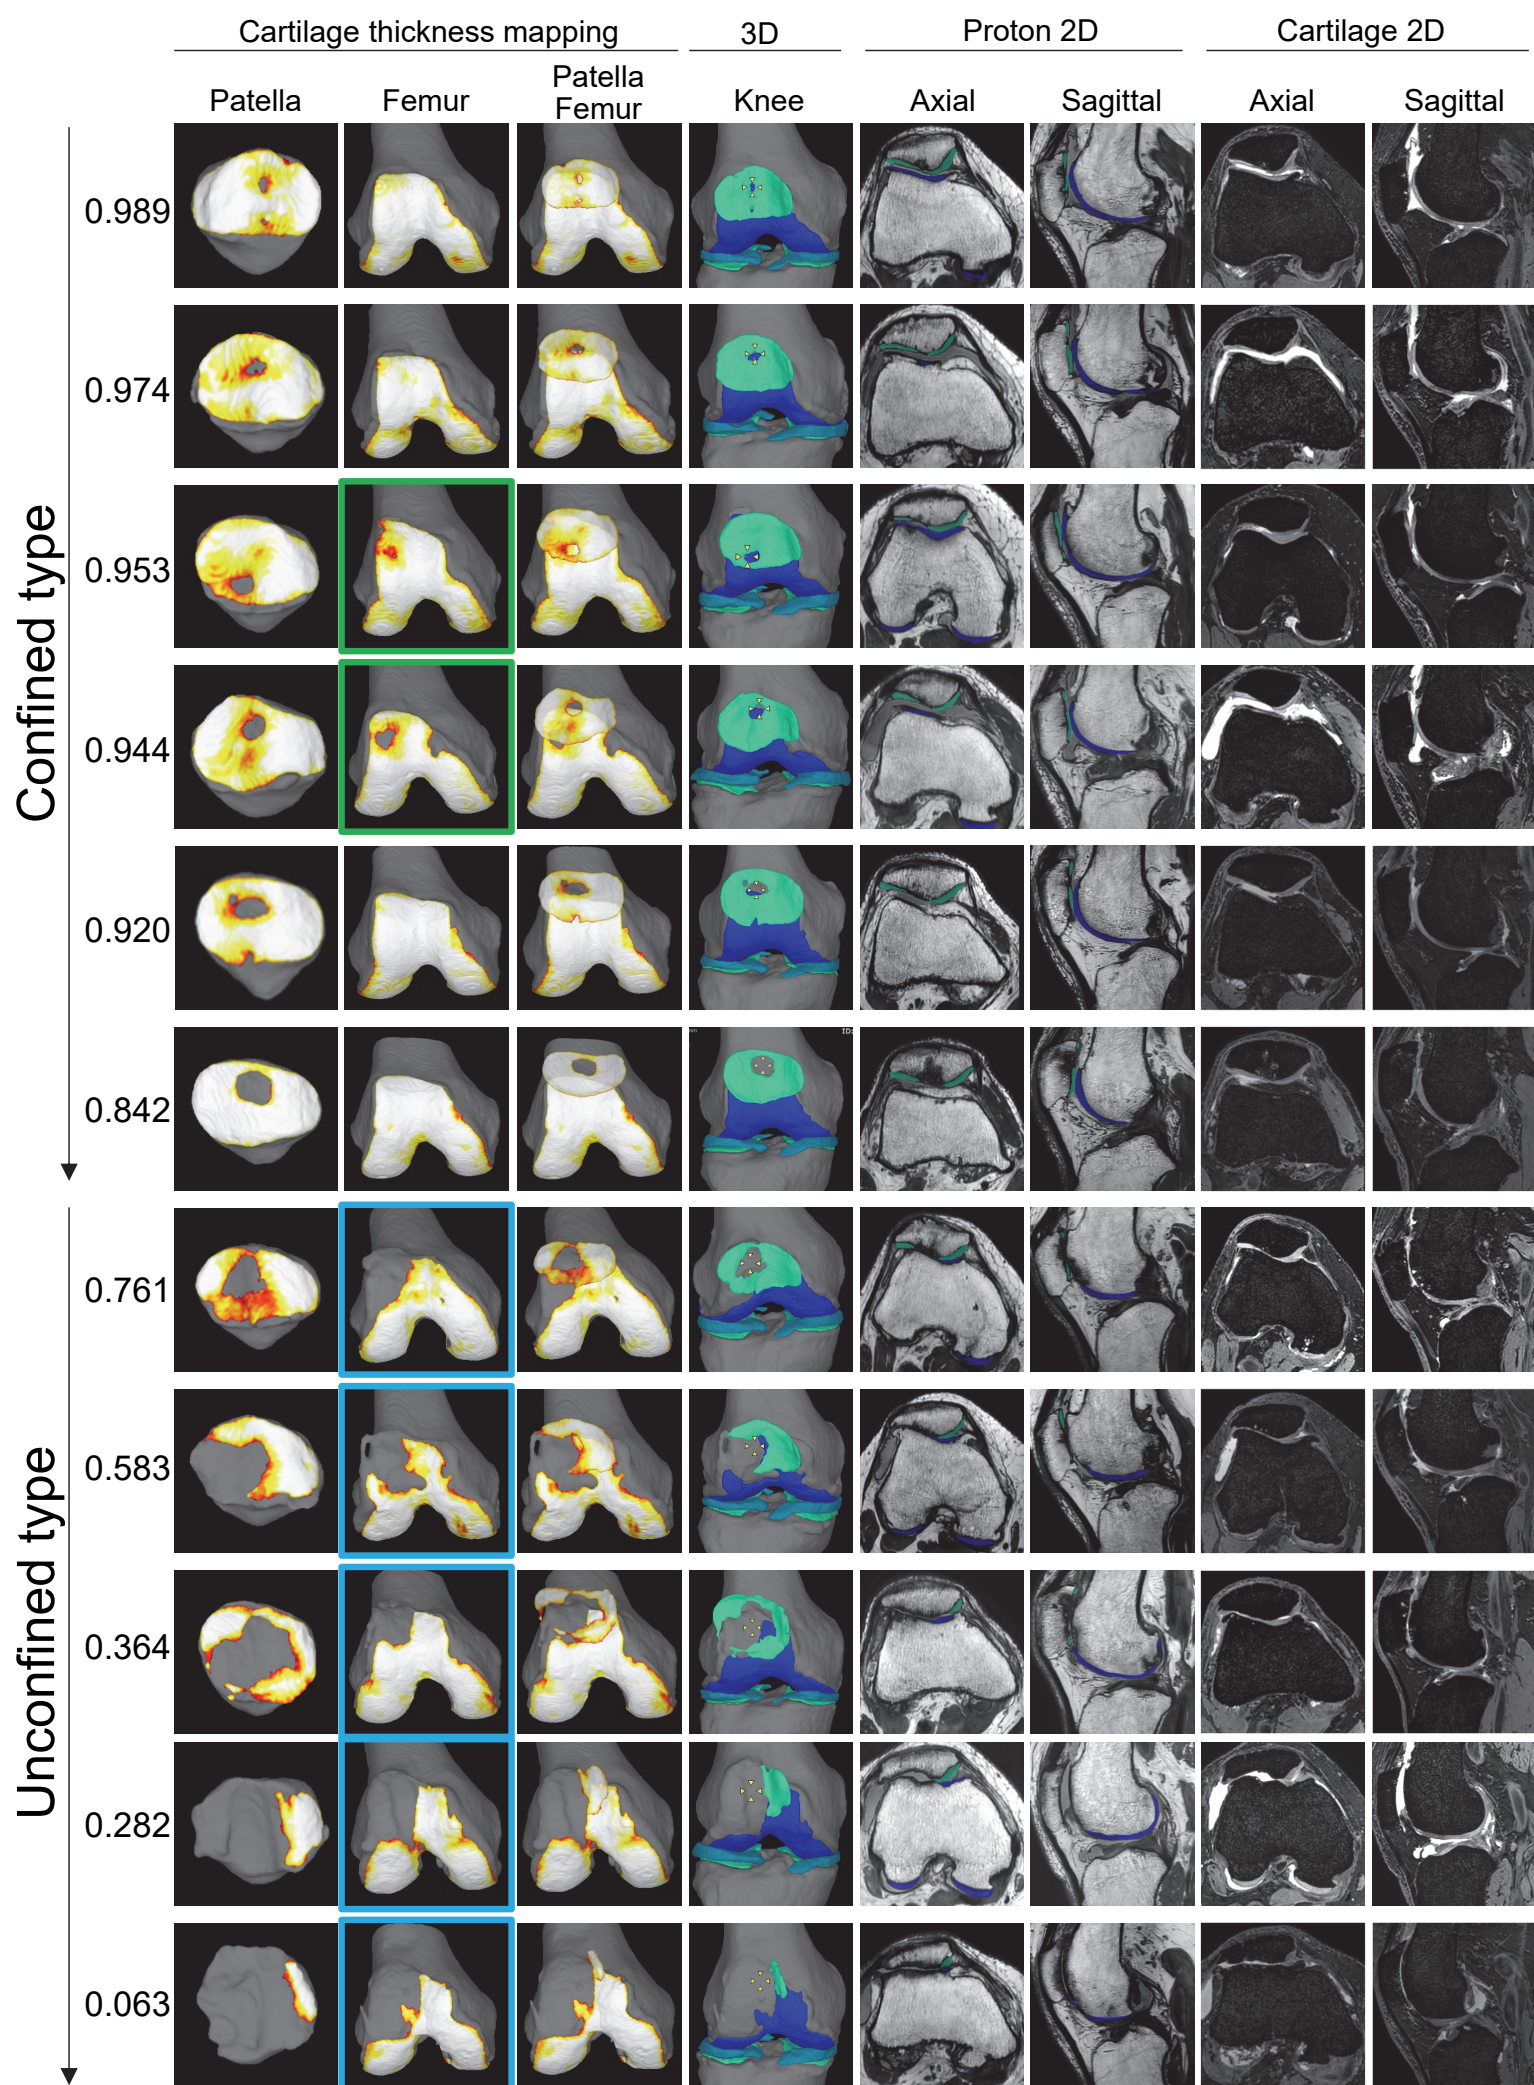 Cartilage thickness mapping 3D Proton 2D Cartilage 2D
Patella Femur Patella Femur Knee Axial Sagittal Axial Sagittal
Confined type
0.989
0.974
0.953
0.944
0.920
0.842
ID:
Unconfined type
0.761
0.583
0.364
0.282
0.063